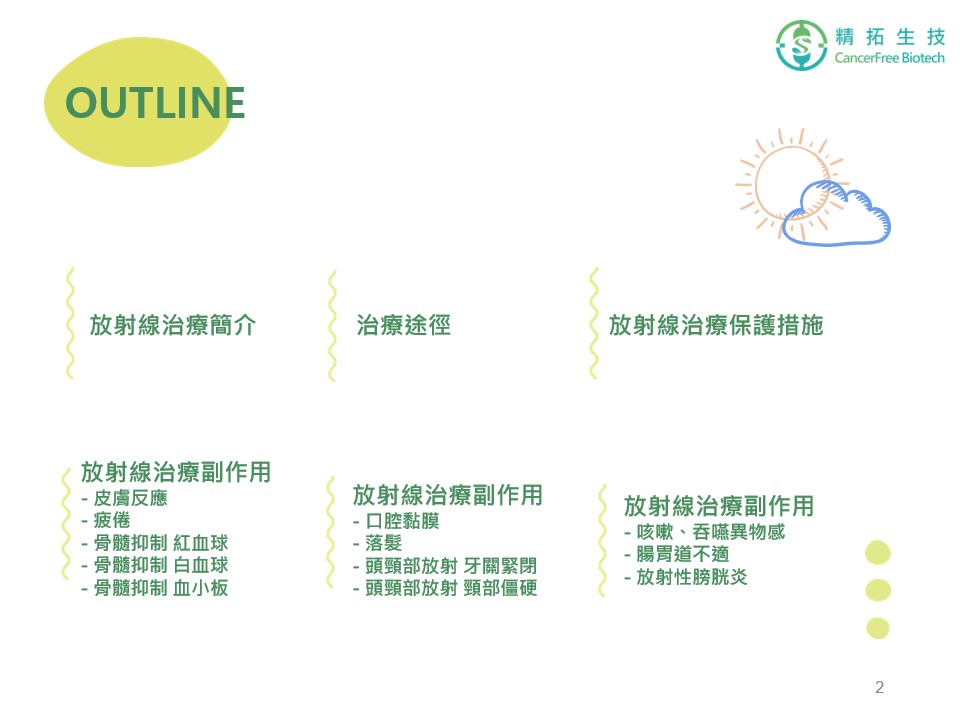 精拓生技
CancerFree Biotech
OUTLINE
放射線治療簡介
治療途徑
放射線治療保護措施
放射線治療副作用
- 皮膚反應
- 疲倦
- 骨髓抑制 紅血球
- 骨髓抑制 白血球
- 骨髓抑制 血小板
放射線治療副作用
- 口腔黏膜
- 落髮
- 頭頸部放射 牙關緊閉
- 頭頸部放射 頸部僵硬
放射線治療副作用
- 咳嗽、吞嚥異物感
- 腸胃道不適
- 放射性膀胱炎
2